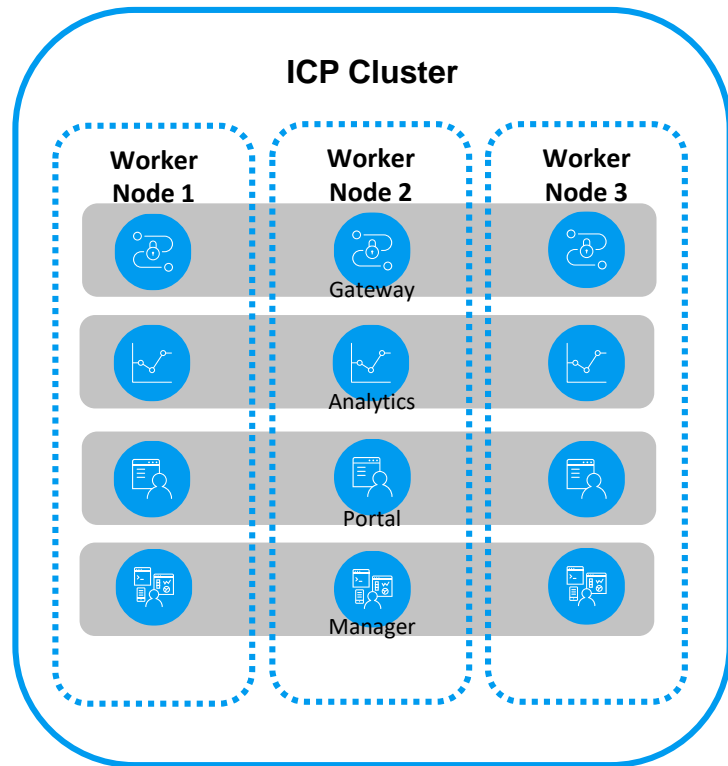 ICP Cluster
Worker
Node 1
Worker
Node 2
Worker
Node 3
Gateway
Analytics
Portal
Manager